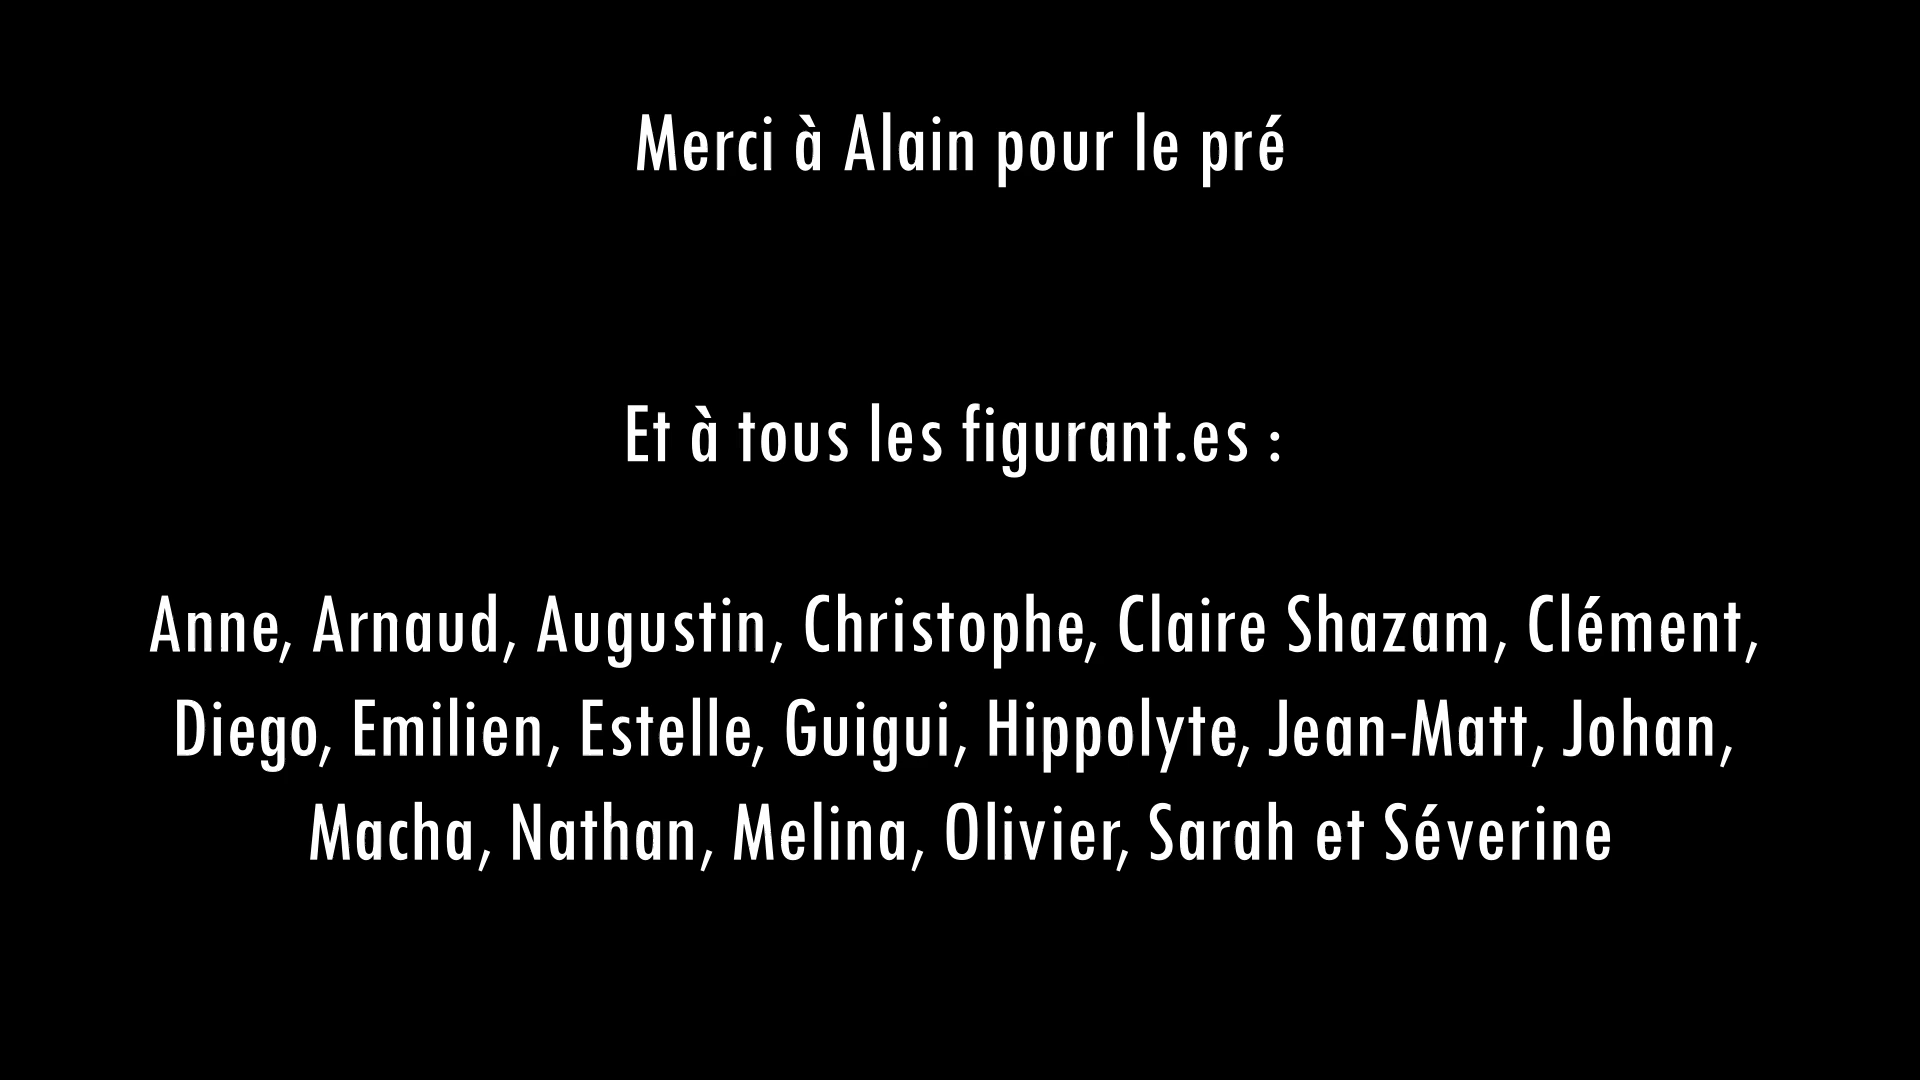 Merci à Alain pour le pré
Et à tous les figurant.es :
Anne, Arnaud, Augustin, Christophe, Claire Shazam, Clément,
Diego, Emilien, Estelle, Guigui, Hippolyte, Jean-Matt, Johan,
Macha, Nathan, Melina, Olivier, Sarah et Séverine